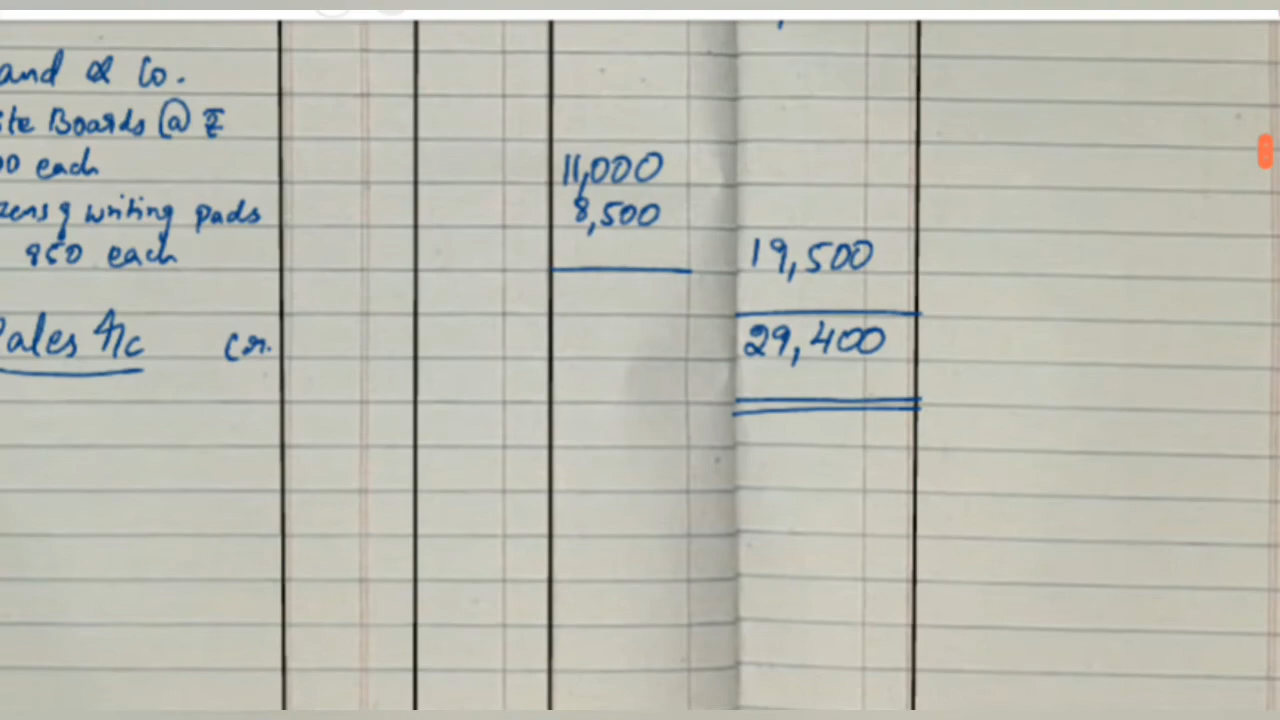 and & Co.
ite Boards @ ₹
00 each 11,000
zens of writing pads 8,500
850 each 19,500
Sales A/c Cr. 29,400